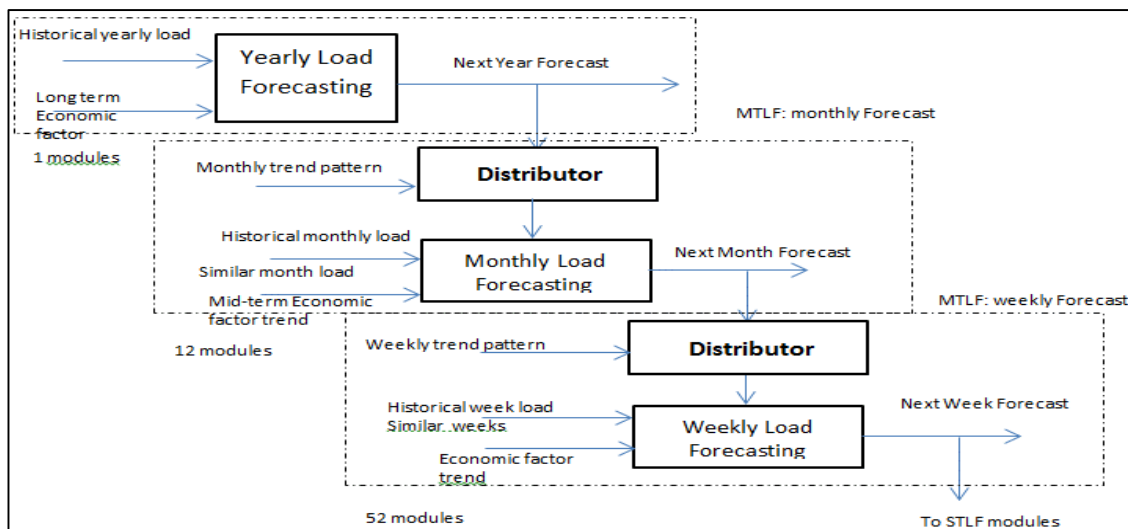 Historical yearly load
Yearly Load
Forecasting
Next Year Forecast
Long term
Economic
factor
1 modules
MTLF: monthly Forecast
Monthly trend pattern
Distributor
Historical monthly load
Similar month load
Mid-term Economic
factor trend
Monthly Load
Forecasting
Next Month Forecast
12 modules
MTLF: weekly Forecast
Weekly trend pattern
Distributor
Historical week load
Similar weeks
Economic factor
trend
Weekly Load
Forecasting
Next Week Forecast
52 modules
To STLF modules